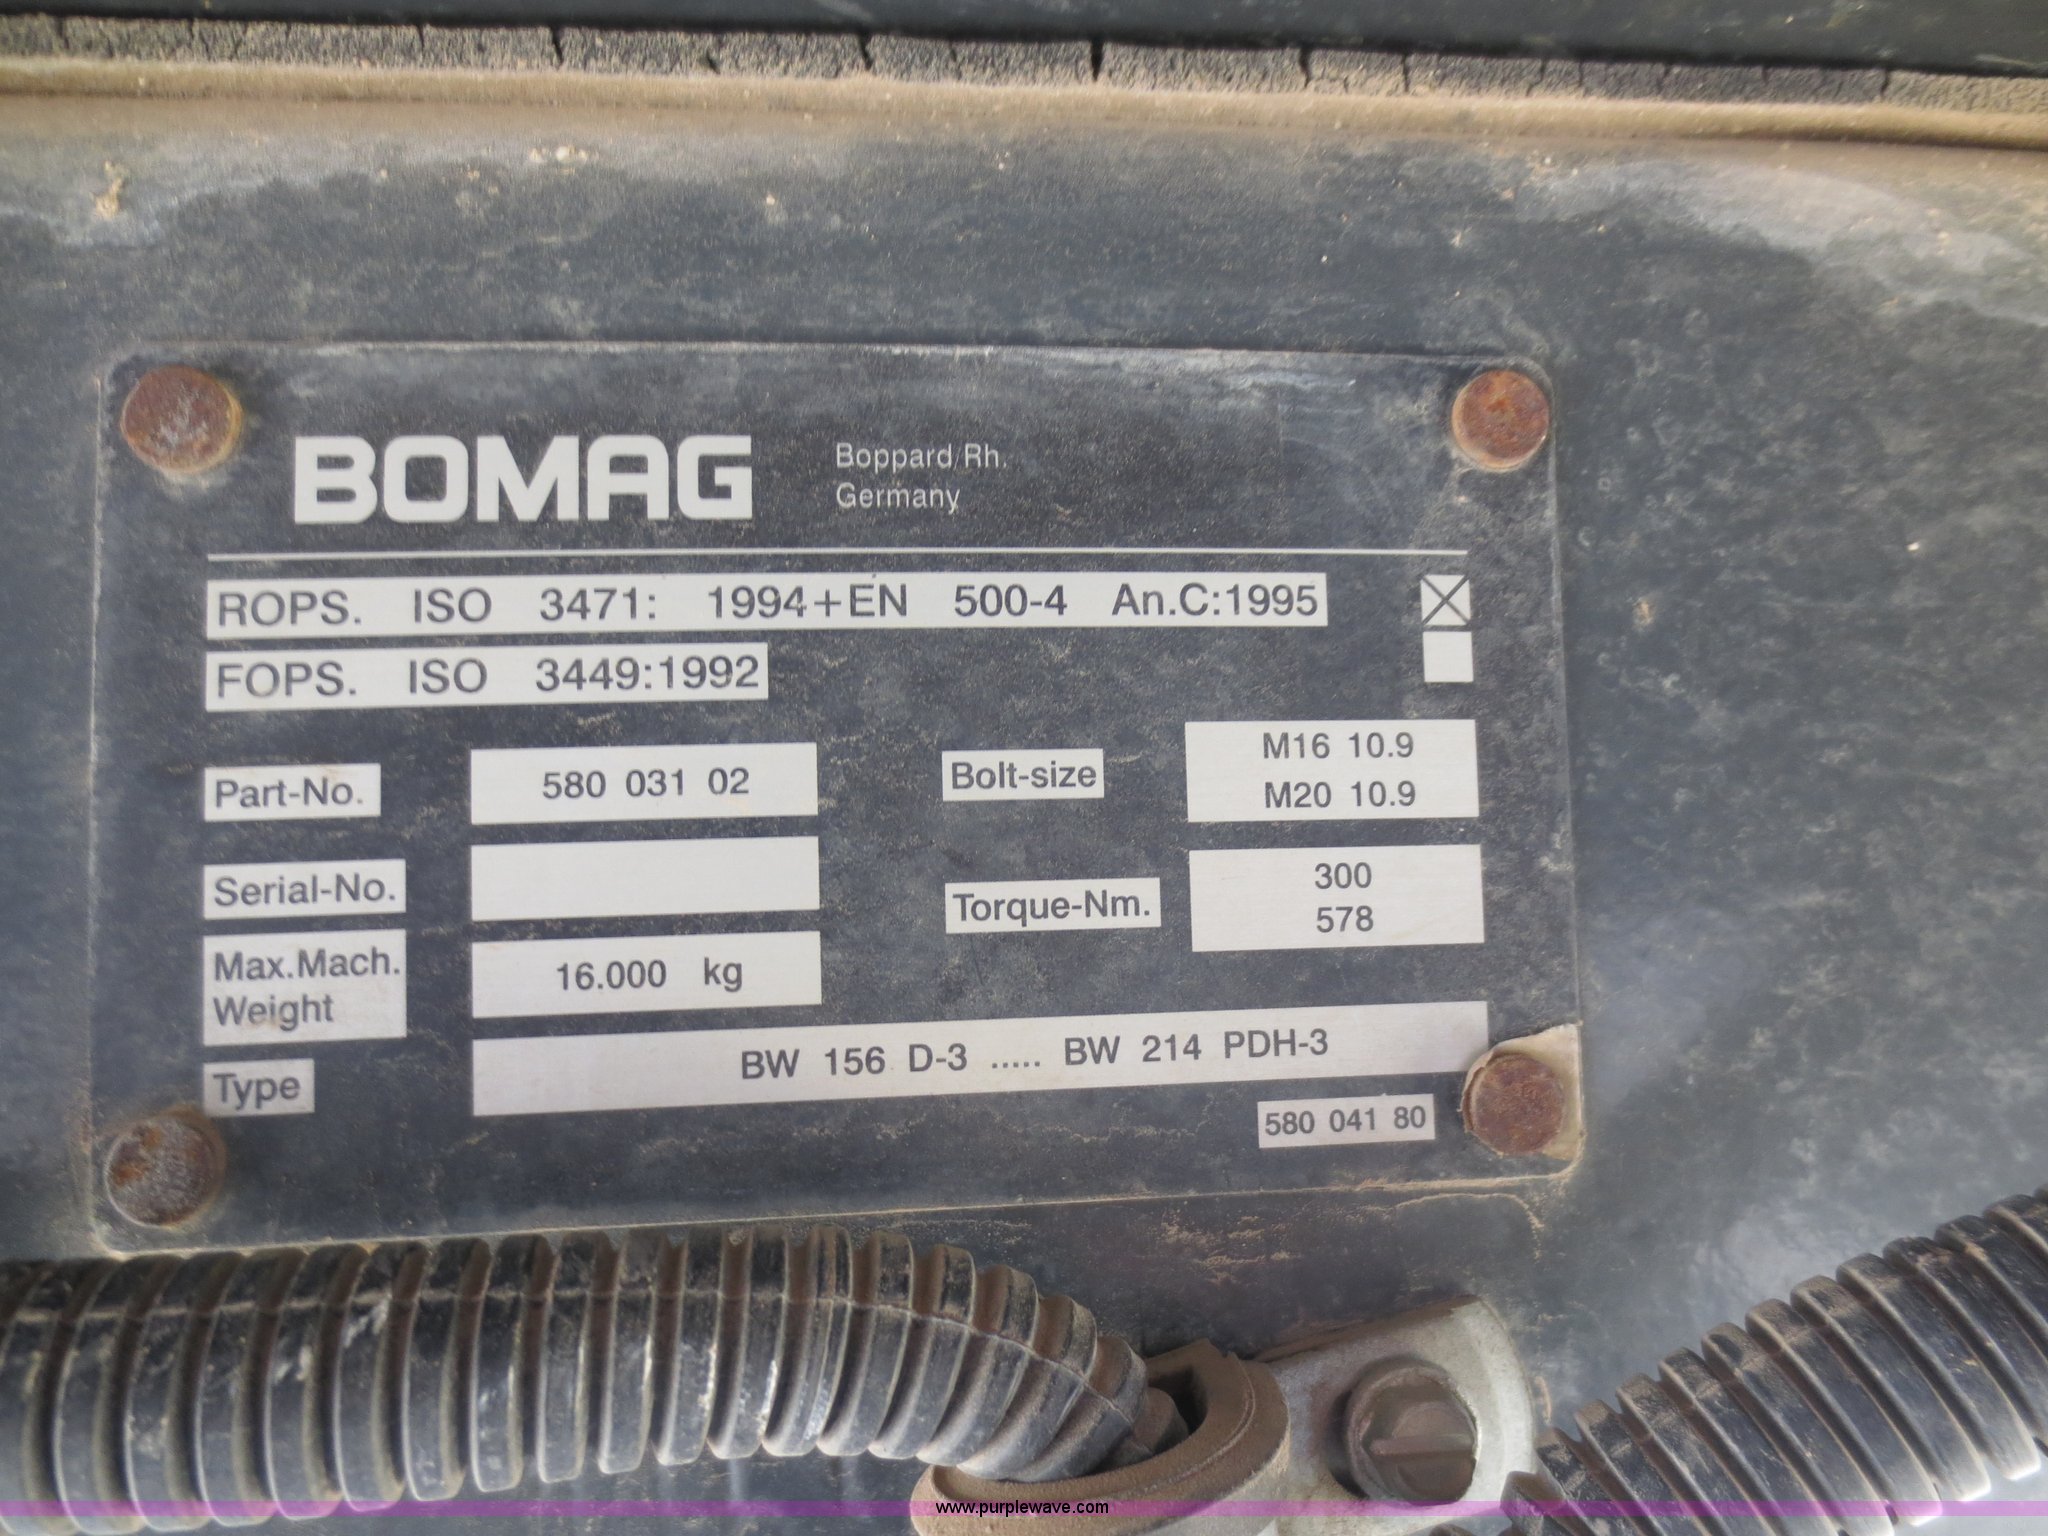 BOMAG
Boppard/Rh.
Germany
ROPS. ISO 3471: 1994+EN 500-4 An.C:1995
FOPS. ISO 3449:1992
Part-No. 580 031 02
Bolt-size M16 10.9
M20 10.9
Serial-No.
Torque-Nm. 300
578
Max.Mach.
Weight
16.000 kg
Type BW 156 D-3 ..... BW 214 PDH-3
580 041 80
www.purplewave.com